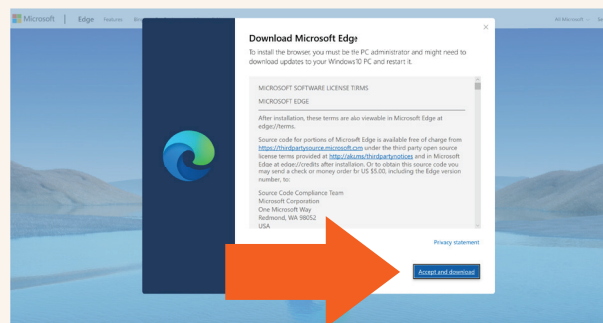 Microsoft | Edge Features
All Microsoft
Download Microsoft Edge
To install the browser, you must be the PC administrator and might need to
download updates to your Windows 10 PC and restart it.
MICROSOFT SOFTWARE LICENSE TERMS
MICROSOFT EDGE
After installation, these terms are also viewable in Microsoft Edge at
edge://terms.
Source code for portions of Microsoft Edge is available free of charge from
https://thirdpartysource.microsoft.com under the third party open source
license terms provided at http://aka.ms/thirdpartynotices and in Microsoft
Edge at edge://credits after installation. Or to obtain this source code you
may send a check or money order for US $5.00, including the Edge version
number, to:
Source Code Compliance Team
Microsoft Corporation
One Microsoft Way
Redmond, WA 98052
USA
Privacy statement
Accept and download